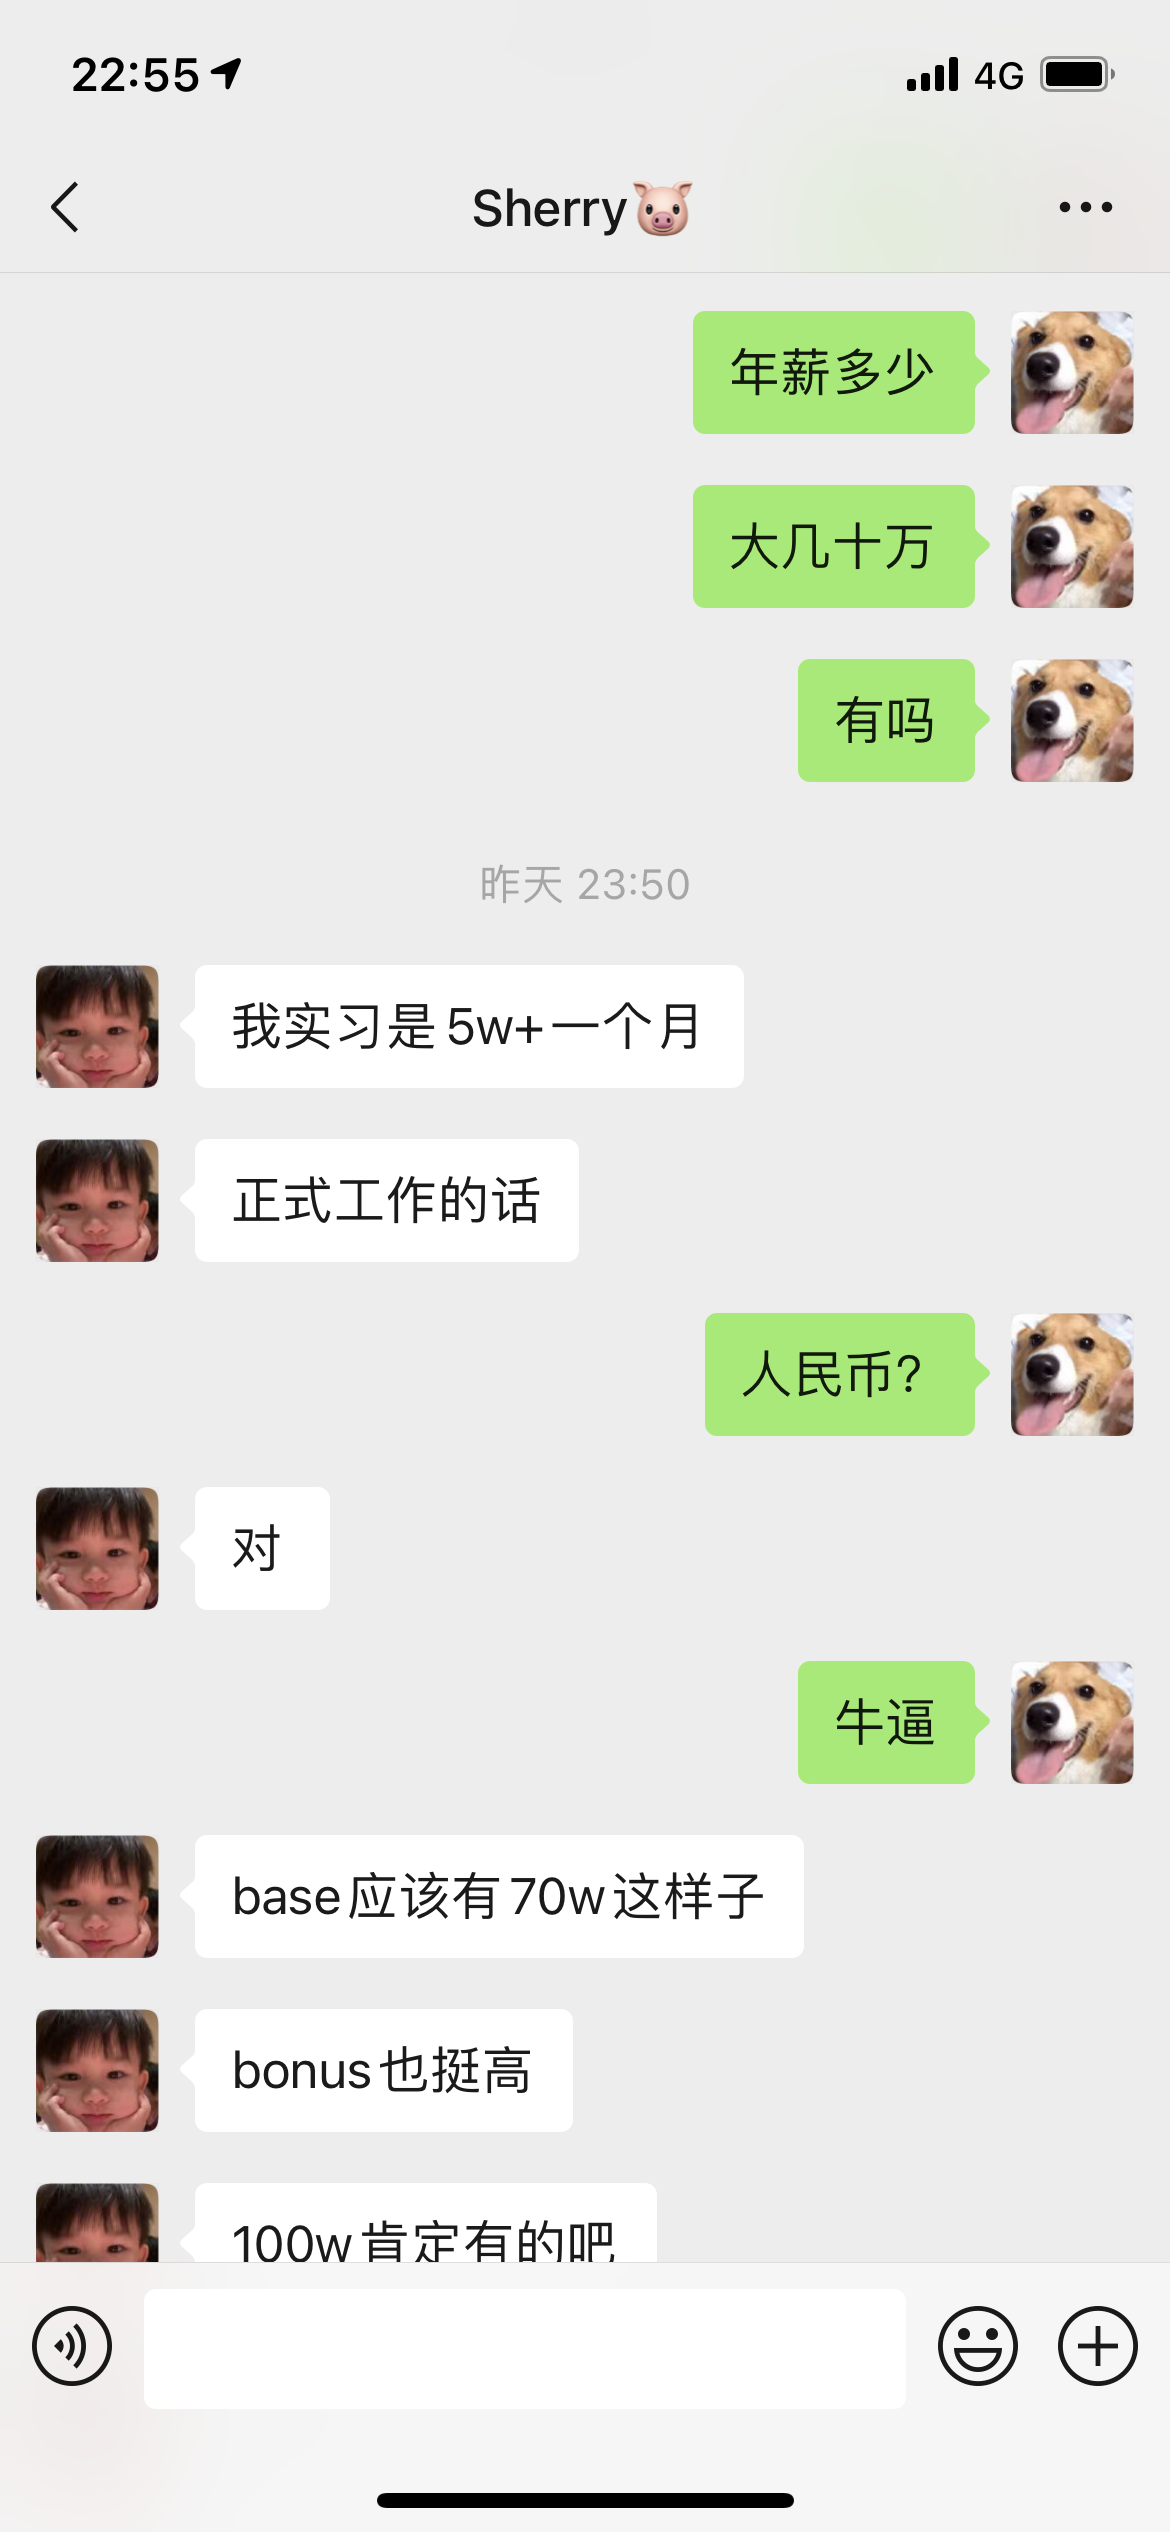 22:55
4G
Sherry🐷
年薪多少
大几十万
有吗
昨天 23:50
我实习是5w+一个月
正式工作的话
人民币?
对
牛逼
base应该有70w这样子
bonus也挺高
100w肯定有的吧